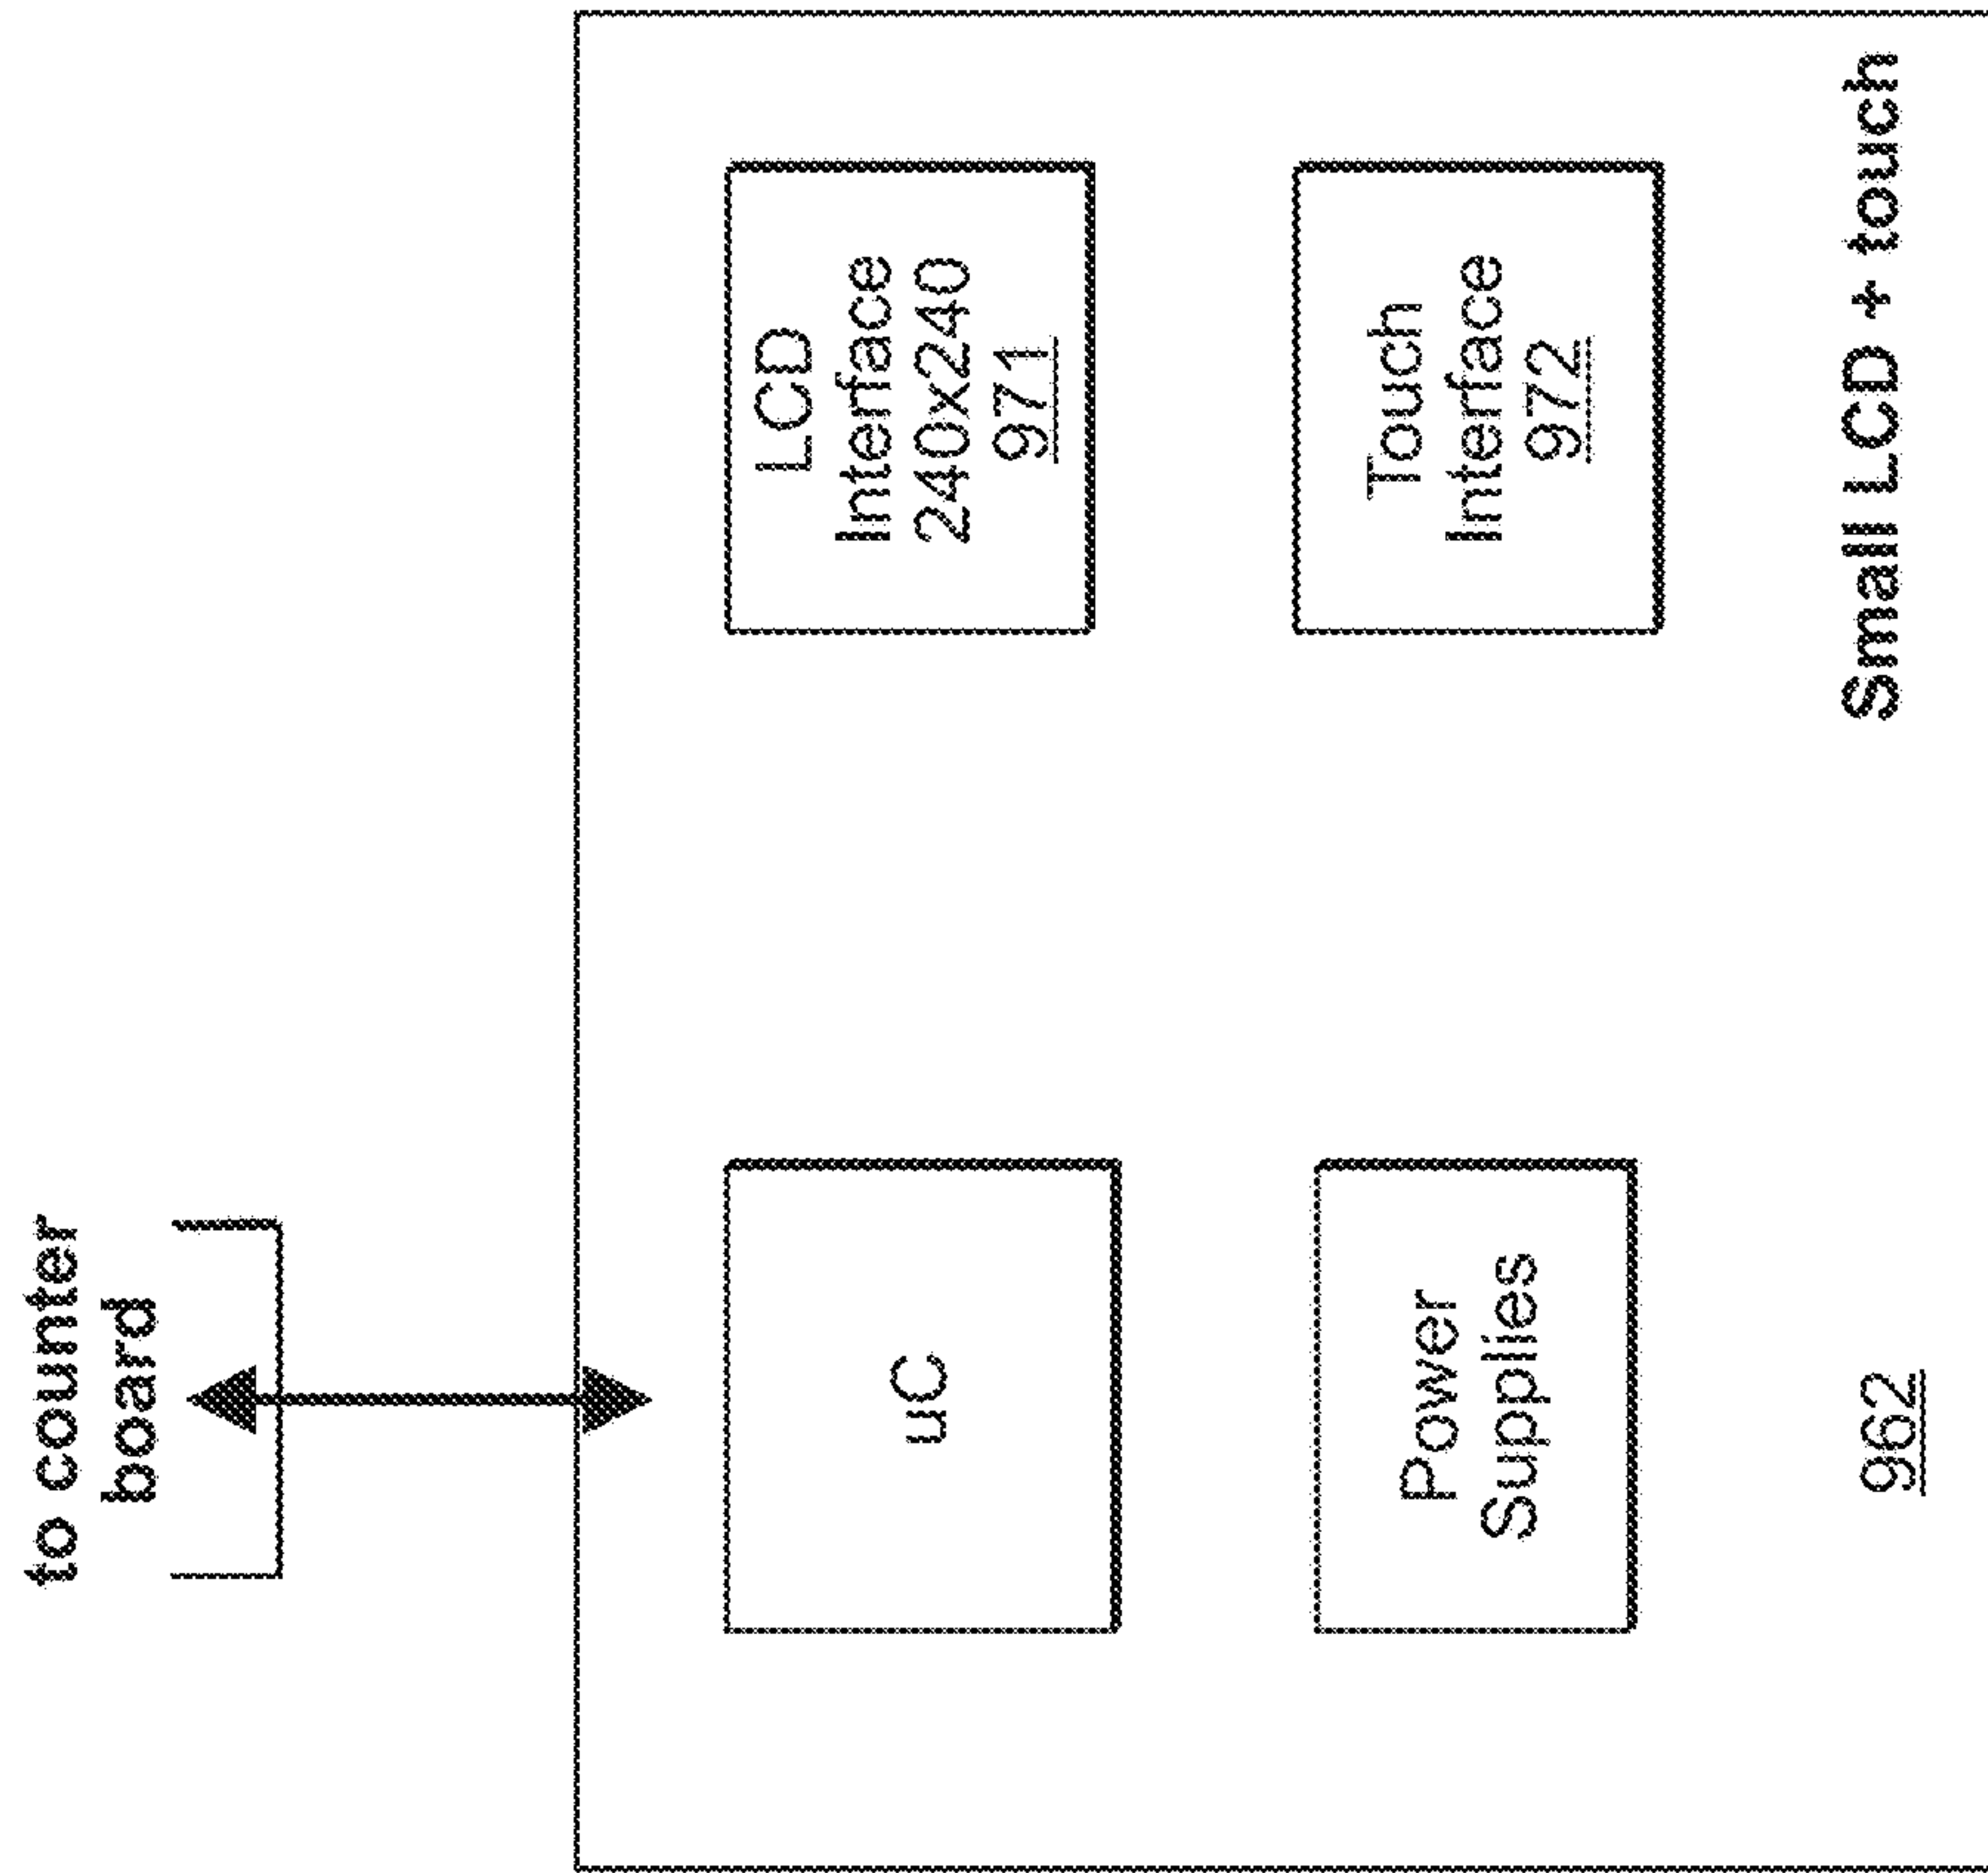 to counter
board
uC
LCD
Interface
240x240
971
Power
Supplies
Touch
Interface
972
962
Small LCD + touch